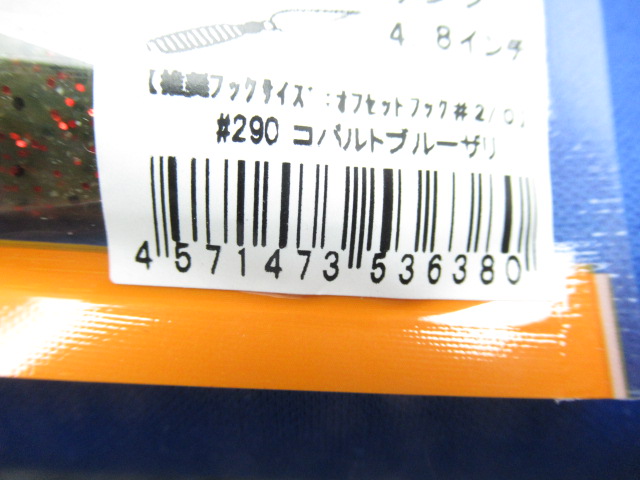 4 8インチ
【推奨フックサイズ:オフセットフック#2/0】
#290 コバルトブルーザリ
4 571473 536380